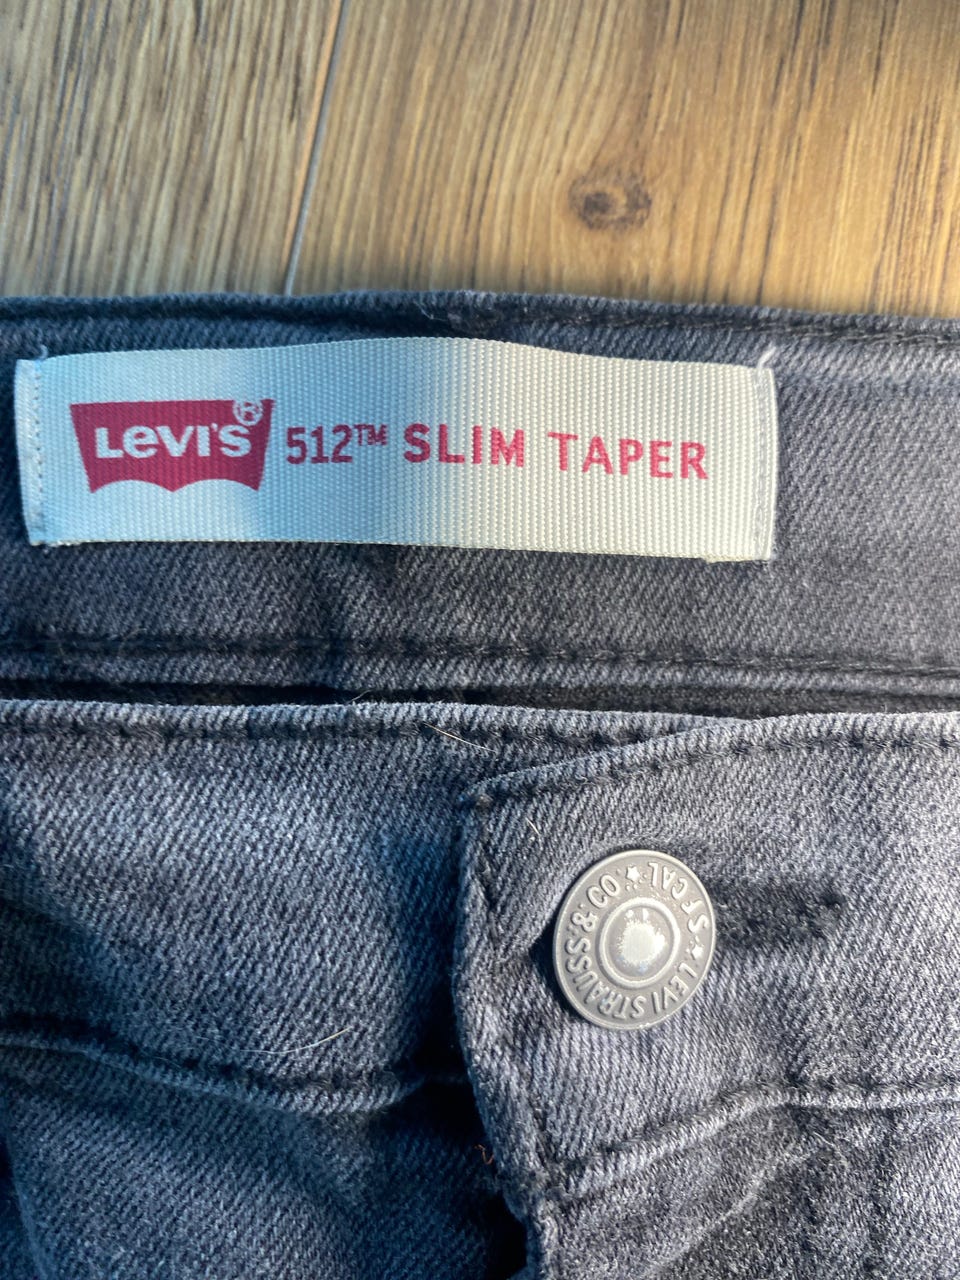 LEVI'S® 512™ SLIM TAPER
LEVI STRAUSS & CO. ★ S F CAL ★